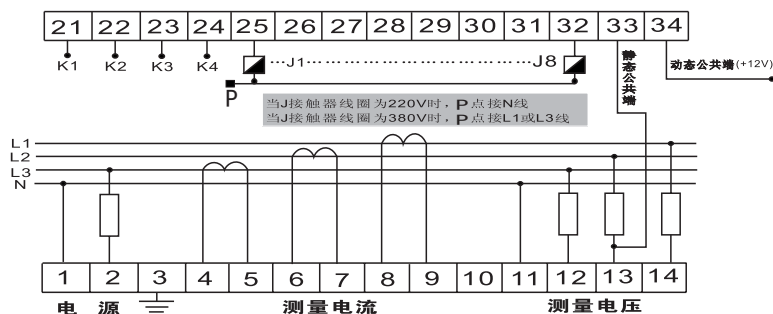 21 22 23 24 25 26 27 28 29 30 31 32 33 34
K1 K2 K3 K4 ···J1·······················J8 静态公共端 动态公共端(+12V)
P
当J接触器线圈为220V时，P点接N线
当J接触器线圈为380V时，P点接L1或L3线
L1
L2
L3
N
1 2 3 4 5 6 7 8 9 10 11 12 13 14
电 源 测量电流 测量电压